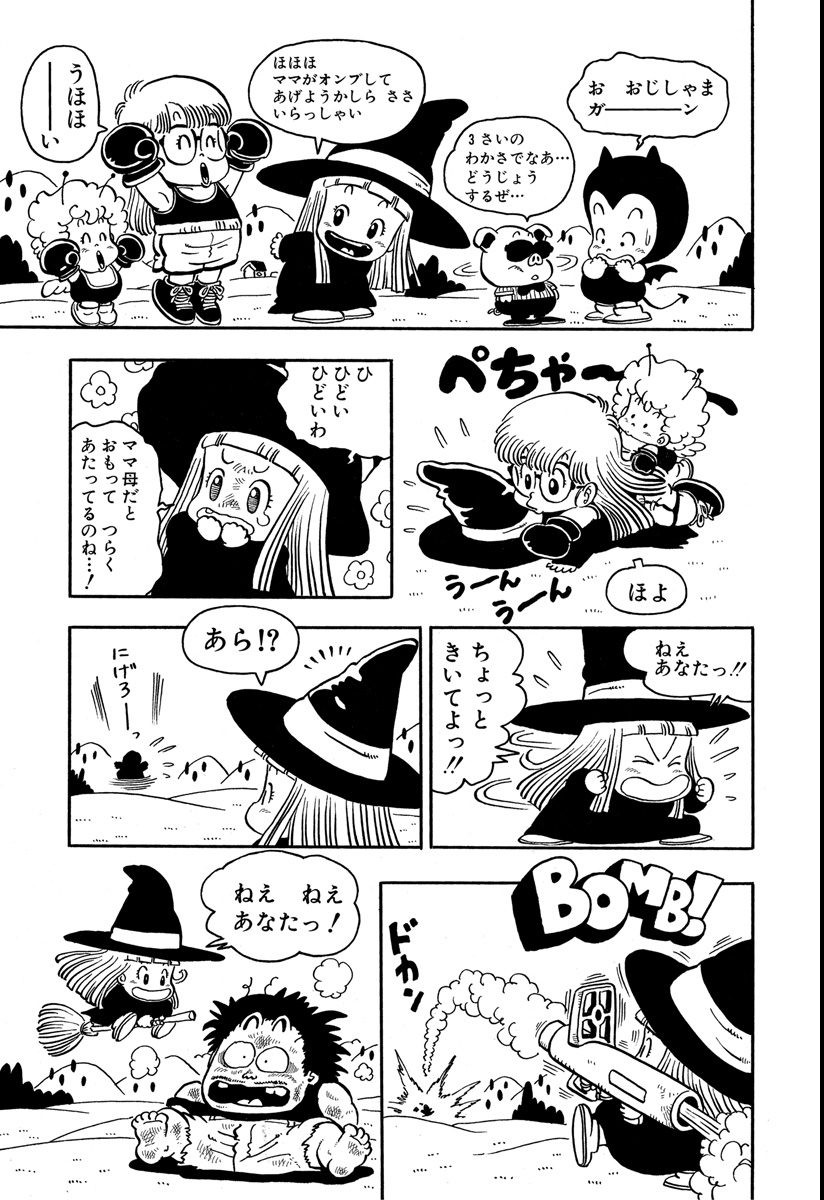 お　おじしゃま
ガーーーン
3さいの
わかさでなあ…
どうじょう
するぜ…
ほほほ
ママがオンブして
あげようかしら　ささ
いらっしゃい
うほほ
ーーい
ぺちゃ〜
ほよ
うーん
うーん
ひ
ひどい
ひどいわ
ママ母だと
おもって　つらく
あたってるのね…！
ねえ
あなたっ!!
ちょっと
きいてよっ!!
あら!?
にげろーーっ
BOMB!
ドカン
ねえ　ねえ
あなたっ！